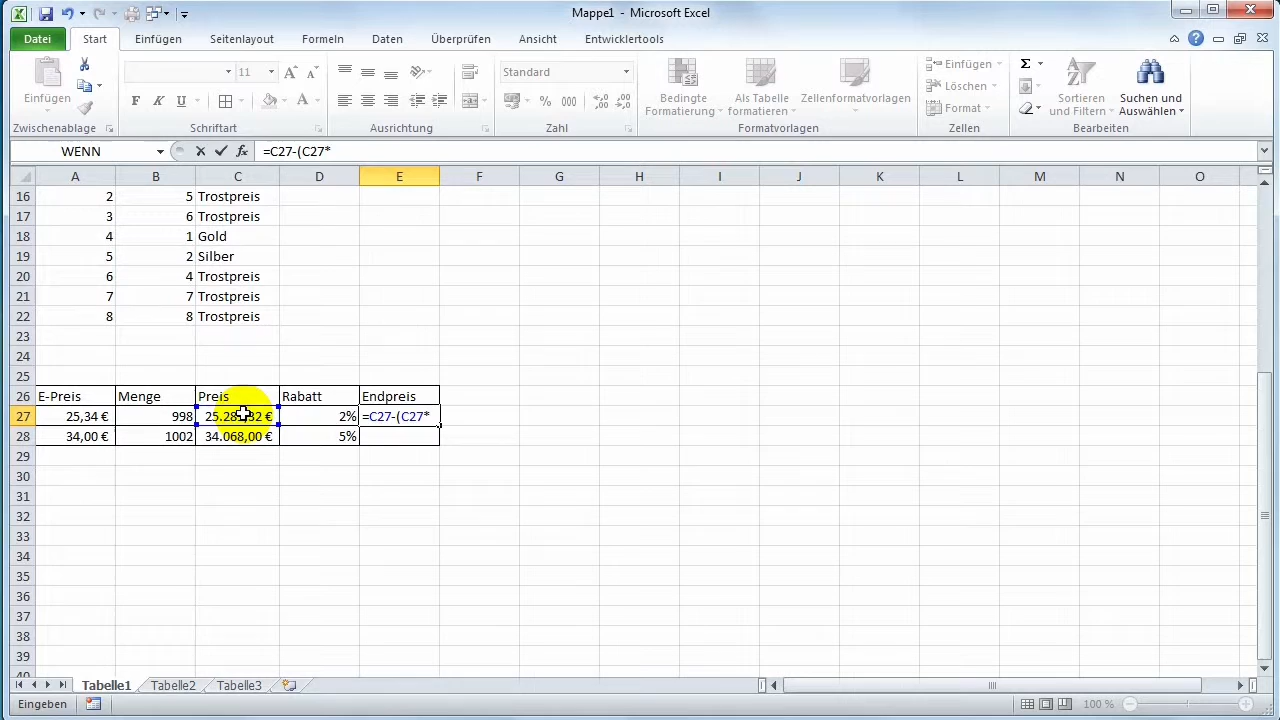 Mappe1 - Microsoft Excel
Datei Start Einfügen Seitenlayout Formeln Daten Überprüfen Ansicht Entwicklertools
Einfügen
Zwischenablage
11
F K U
Schriftart
Ausrichtung
Standard
% 000
Zahl
Bedingte Formatierung
Als Tabelle formatieren
Zellenformatvorlagen
Formatvorlagen
Einfügen
Löschen
Format
Zellen
Sortieren und Filtern
Suchen und Auswählen
Bearbeiten
WENN =C27-(C27*
A B C D E F G H I J K L M N O
16 2 5 Trostpreis
17 3 6 Trostpreis
18 4 1 Gold
19 5 2 Silber
20 6 4 Trostpreis
21 7 7 Trostpreis
22 8 8 Trostpreis
23
24
25
26 E-Preis Menge Preis Rabatt Endpreis
27 25,34 € 998 2% =C27-(C27*
28 34,00 € 1002 34.068,00 € 5%
29
30
31
32
33
34
35
36
37
38
39
40
Tabelle1 Tabelle2 Tabelle3
Eingeben 100 %